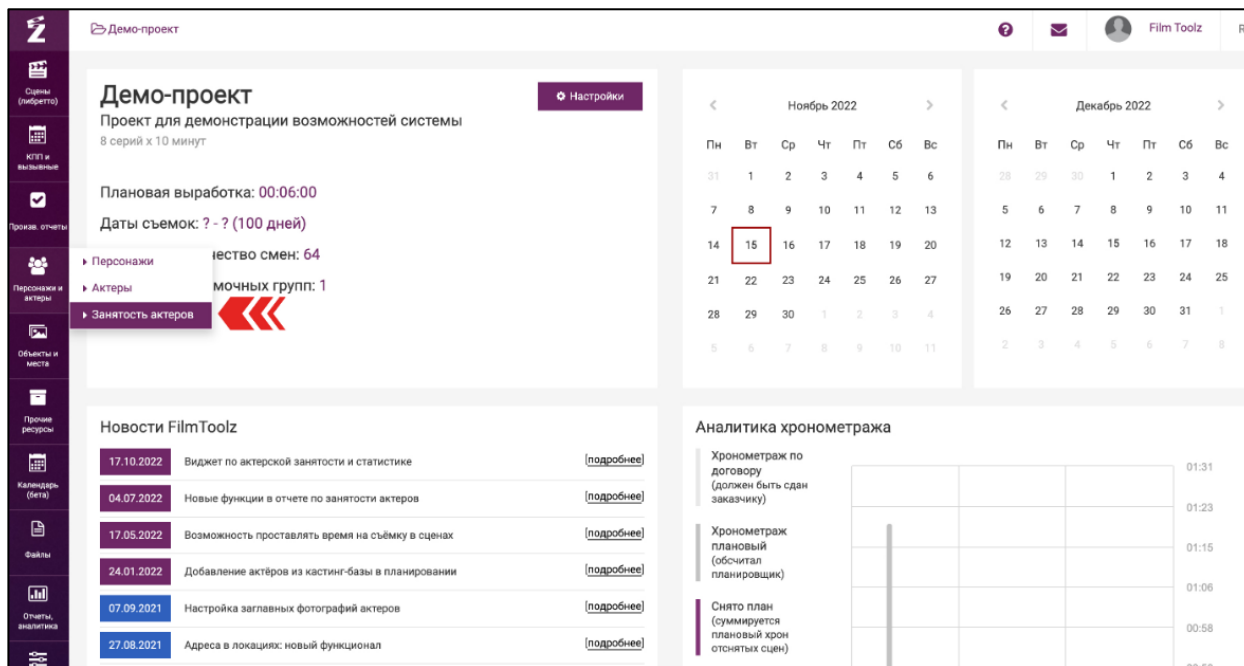 Демо-проект
Film Toolz
R
Сцены
(либретто)
КПП и
вызывные
Произв. отчеты
Персонажи и
актеры
Объекты и
места
Прочие
ресурсы
Календарь
(бета)
Файлы
Отчеты,
аналитика
Персонажи
Актеры
Занятость актеров
Демо-проект
Настройки
Проект для демонстрации возможностей системы
8 серий x 10 минут
Плановая выработка: 00:06:00
Даты съемок: ? - ? (100 дней)
чество смен: 64
мочных групп: 1
Ноябрь 2022
Пн Вт Ср Чт Пт Сб Вс
31 1 2 3 4 5 6
7 8 9 10 11 12 13
14 15 16 17 18 19 20
21 22 23 24 25 26 27
28 29 30 1 2 3 4
5 6 7 8 9 10 11
Декабрь 2022
Пн Вт Ср Чт Пт Сб Вс
28 29 30 1 2 3 4
5 6 7 8 9 10 11
12 13 14 15 16 17 18
19 20 21 22 23 24 25
26 27 28 29 30 31 1
2 3 4 5 6 7 8
Новости FilmToolz
17.10.2022 Виджет по актерской занятости и статистике [подробнее]
04.07.2022 Новые функции в отчете по занятости актеров [подробнее]
17.05.2022 Возможность проставлять время на съёмку в сценах [подробнее]
24.01.2022 Добавление актёров из кастинг-базы в планировании [подробнее]
07.09.2021 Настройка заглавных фотографий актеров [подробнее]
27.08.2021 Адреса в локациях: новый функционал [подробнее]
Аналитика хронометража
Хронометраж по
договору
(должен быть сдан
заказчику)
Хронометраж
плановый
(обсчитал
планировщик)
Снято план
(суммируется
плановый хрон
отснятых сцен)
01:31
01:23
01:15
01:06
00:58